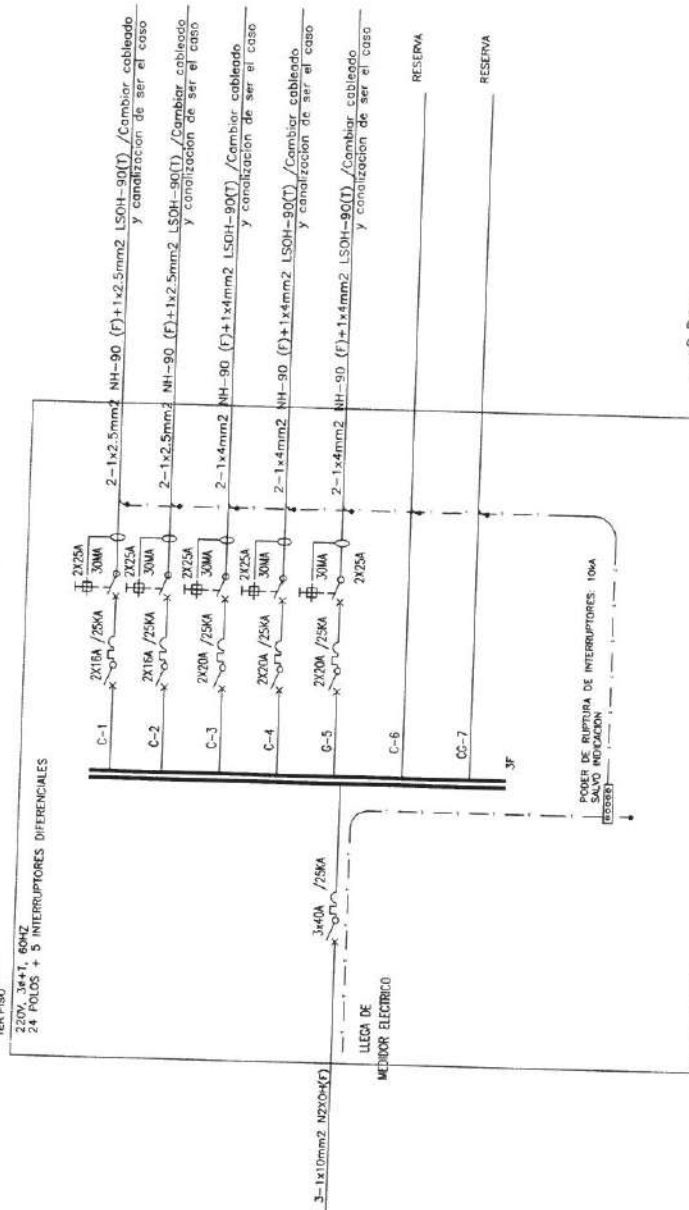 1ER PISO
220V, 3Ø+T, 60HZ
24 POLOS + 5 INTERRUPTORES DIFERENCIALES
3-1x10mm2 N2XOH(F)
LLEGA DE
MEDIDOR ELECTRICO
3x40A /25KA
C-1
2X16A /25KA
2X25A
30MA
2-1x2.5mm2 NH-90 (F)+1x2.5mm2 LSOH-90(T) /Cambiar cableado
y canalizacion de ser el caso
C-2
2X16A /25KA
2X25A
30MA
2-1x2.5mm2 NH-90 (F)+1x2.5mm2 LSOH-90(T) /Cambiar cableado
y canalizacion de ser el caso
C-3
2X20A /25KA
2X25A
30MA
2-1x4mm2 NH-90 (F)+1x4mm2 LSOH-90(T) /Cambiar cableado
y canalizacion de ser el caso
C-4
2X20A /25KA
2X25A
30MA
2-1x4mm2 NH-90 (F)+1x4mm2 LSOH-90(T) /Cambiar cableado
y canalizacion de ser el caso
C-5
2X20A /25KA
30MA
2X25A
2-1x4mm2 NH-90 (F)+1x4mm2 LSOH-90(T) /Cambiar cableado
y canalizacion de ser el caso
C-6
RESERVA
CG-7
RESERVA
3F
PODER DE RUPTURA DE INTERRUPTORES: 10KA
SALVO INDICACION